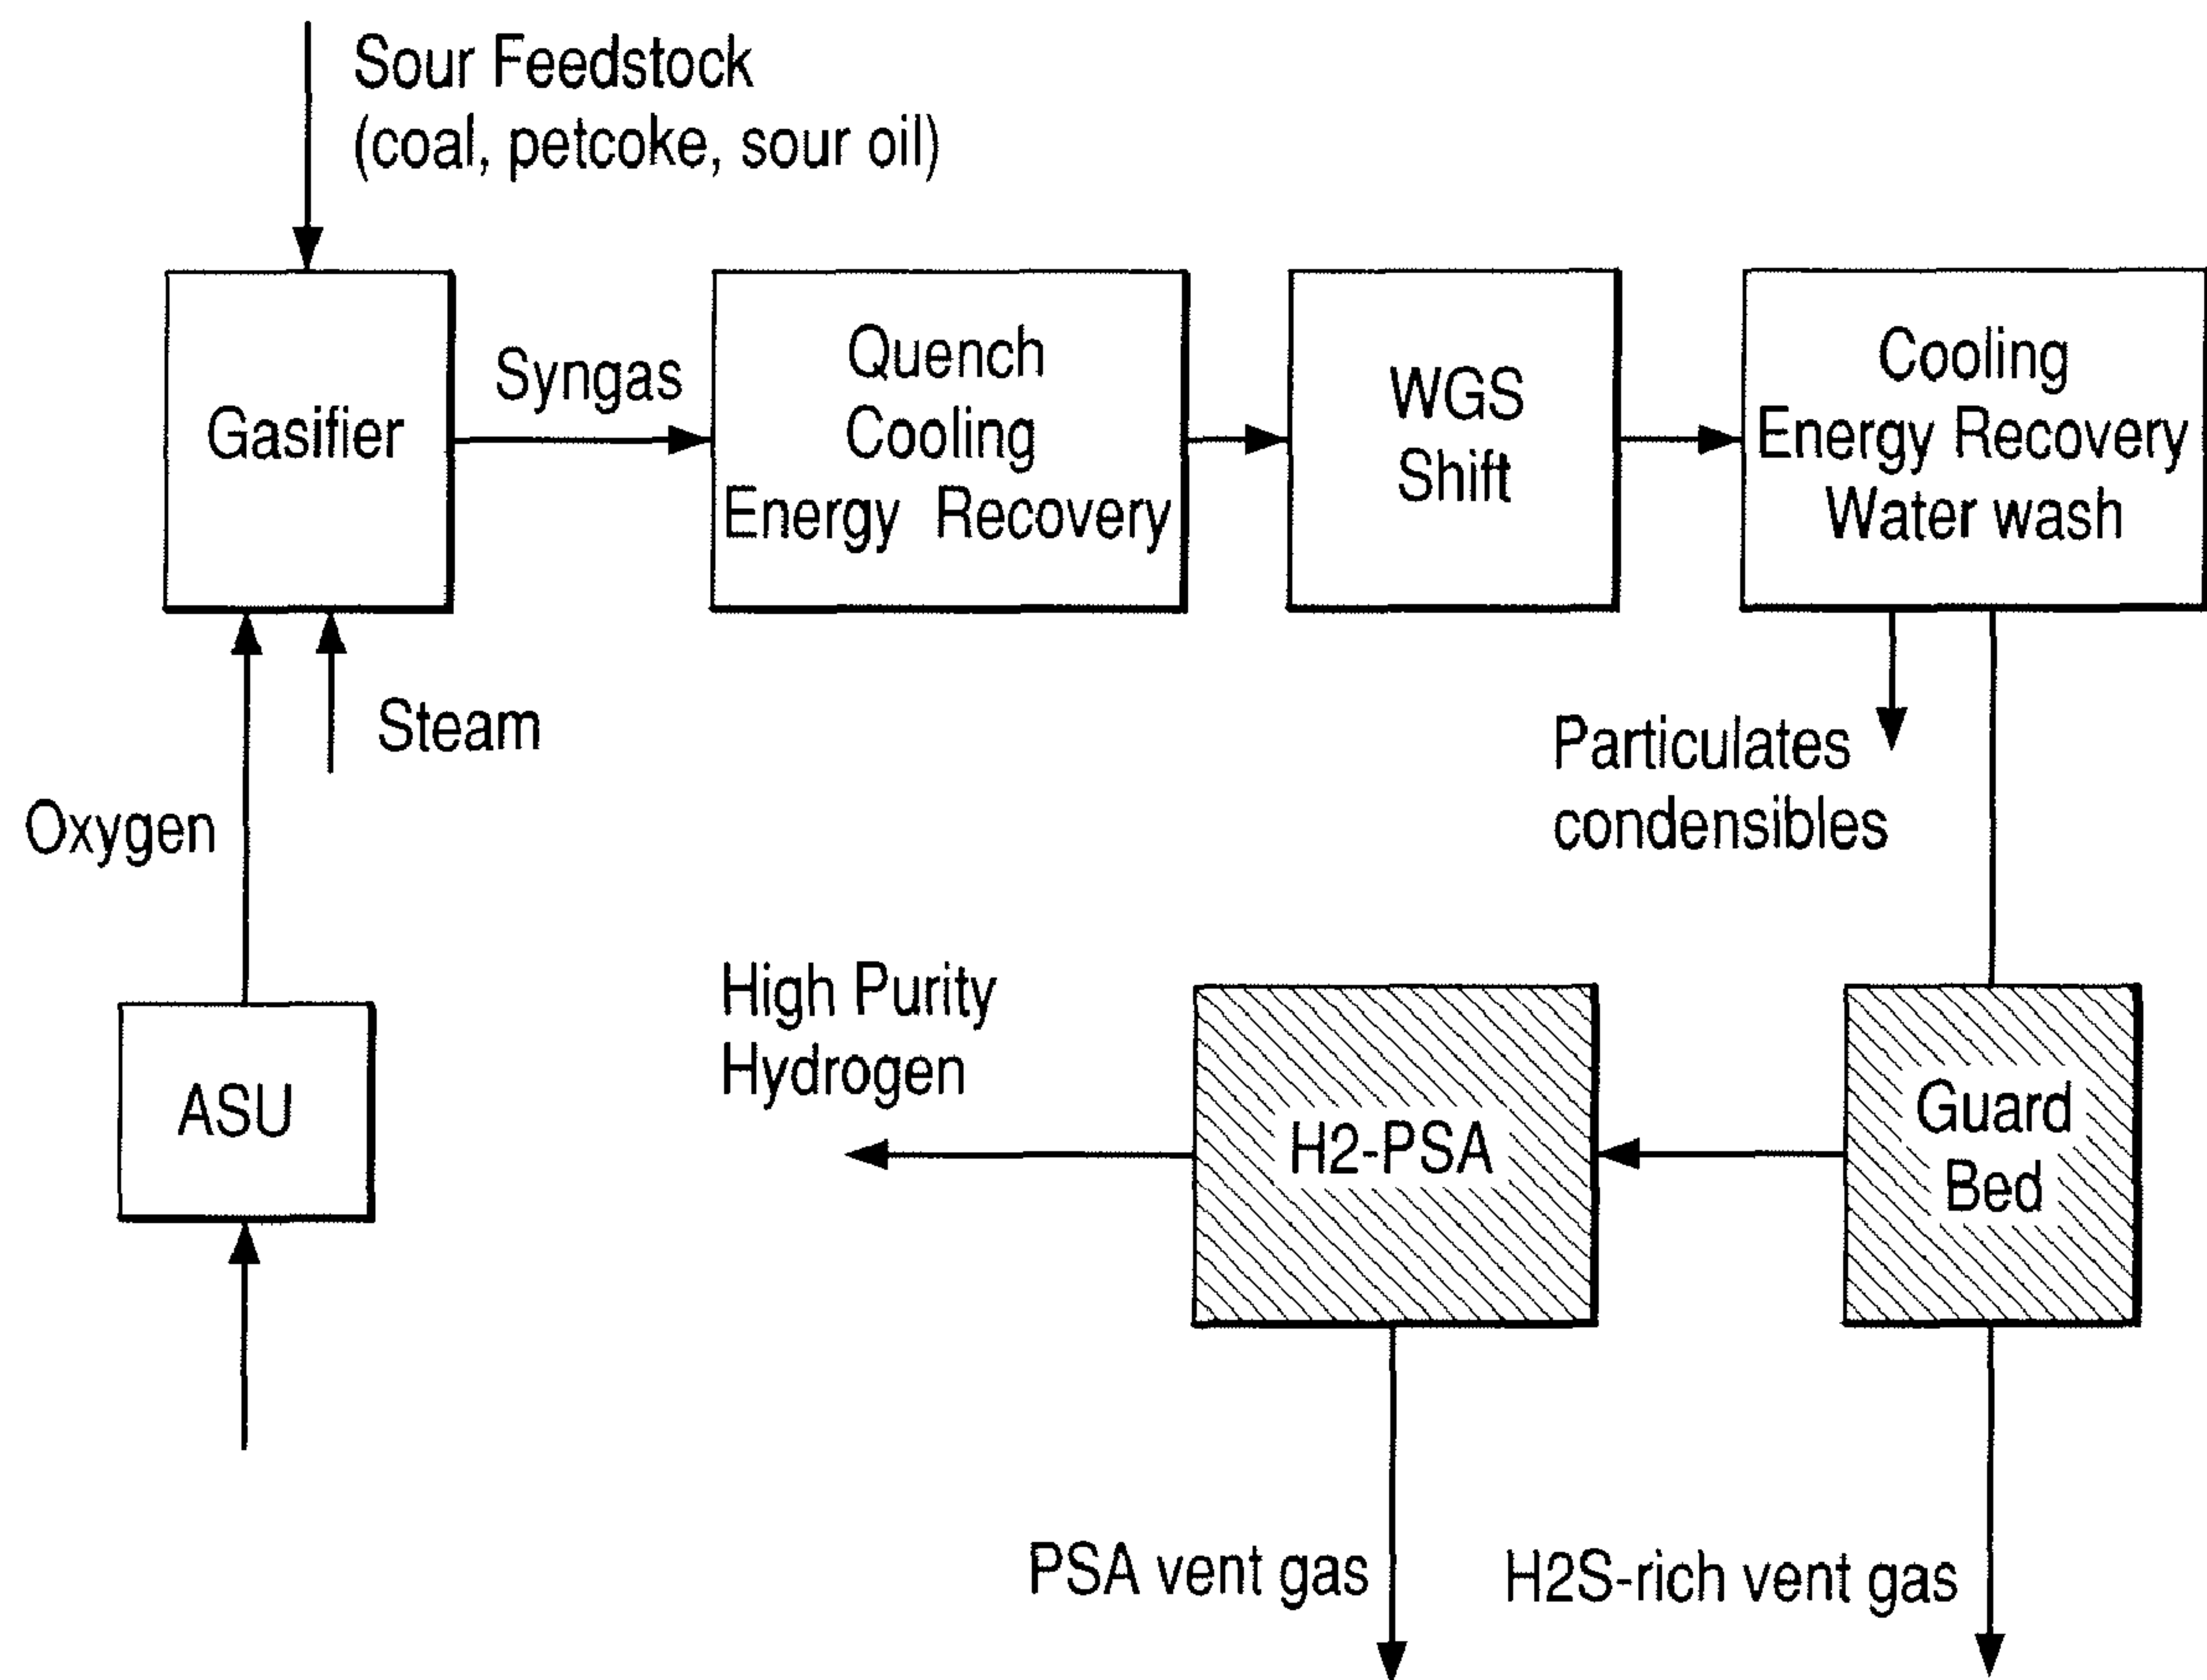 Sour Feedstock
(coal, petcoke, sour oil)
Gasifier
Syngas
Quench
Cooling
Energy Recovery
WGS
Shift
Cooling
Energy Recovery
Water wash
Steam
Particulates
condensibles
Oxygen
ASU
High Purity
Hydrogen
H2-PSA
Guard
Bed
PSA vent gas
H2S-rich vent gas